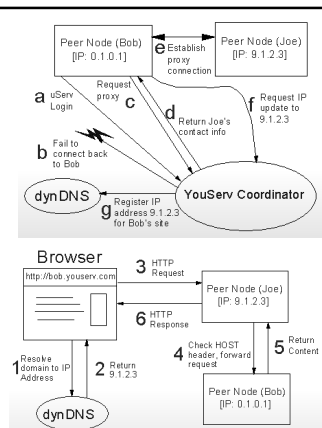 Peer Node (Bob)
[IP: 0.1.0.1]
e Establish
proxy
connection
Peer Node (Joe)
[IP: 9.1.2.3]
a uServ
Login
Request
proxy
c
d
Return Joe's
contact info
f Request IP
update to
9.1.2.3
b Fail to
connect back
to Bob
dynDNS
YouServ Coordinator
g Register IP
address 9.1.2.3
for Bob's site
Browser
http://bob.youserv.com
3 HTTP
Request
Peer Node (Joe)
[IP: 9.1.2.3]
6 HTTP
Response
1 Resolve
domain to IP
Address
2 Return
9.1.2.3
4 Check HOST
header, forward
request
5 Return
Content
Peer Node (Bob)
[IP: 0.1.0.1]
dynDNS